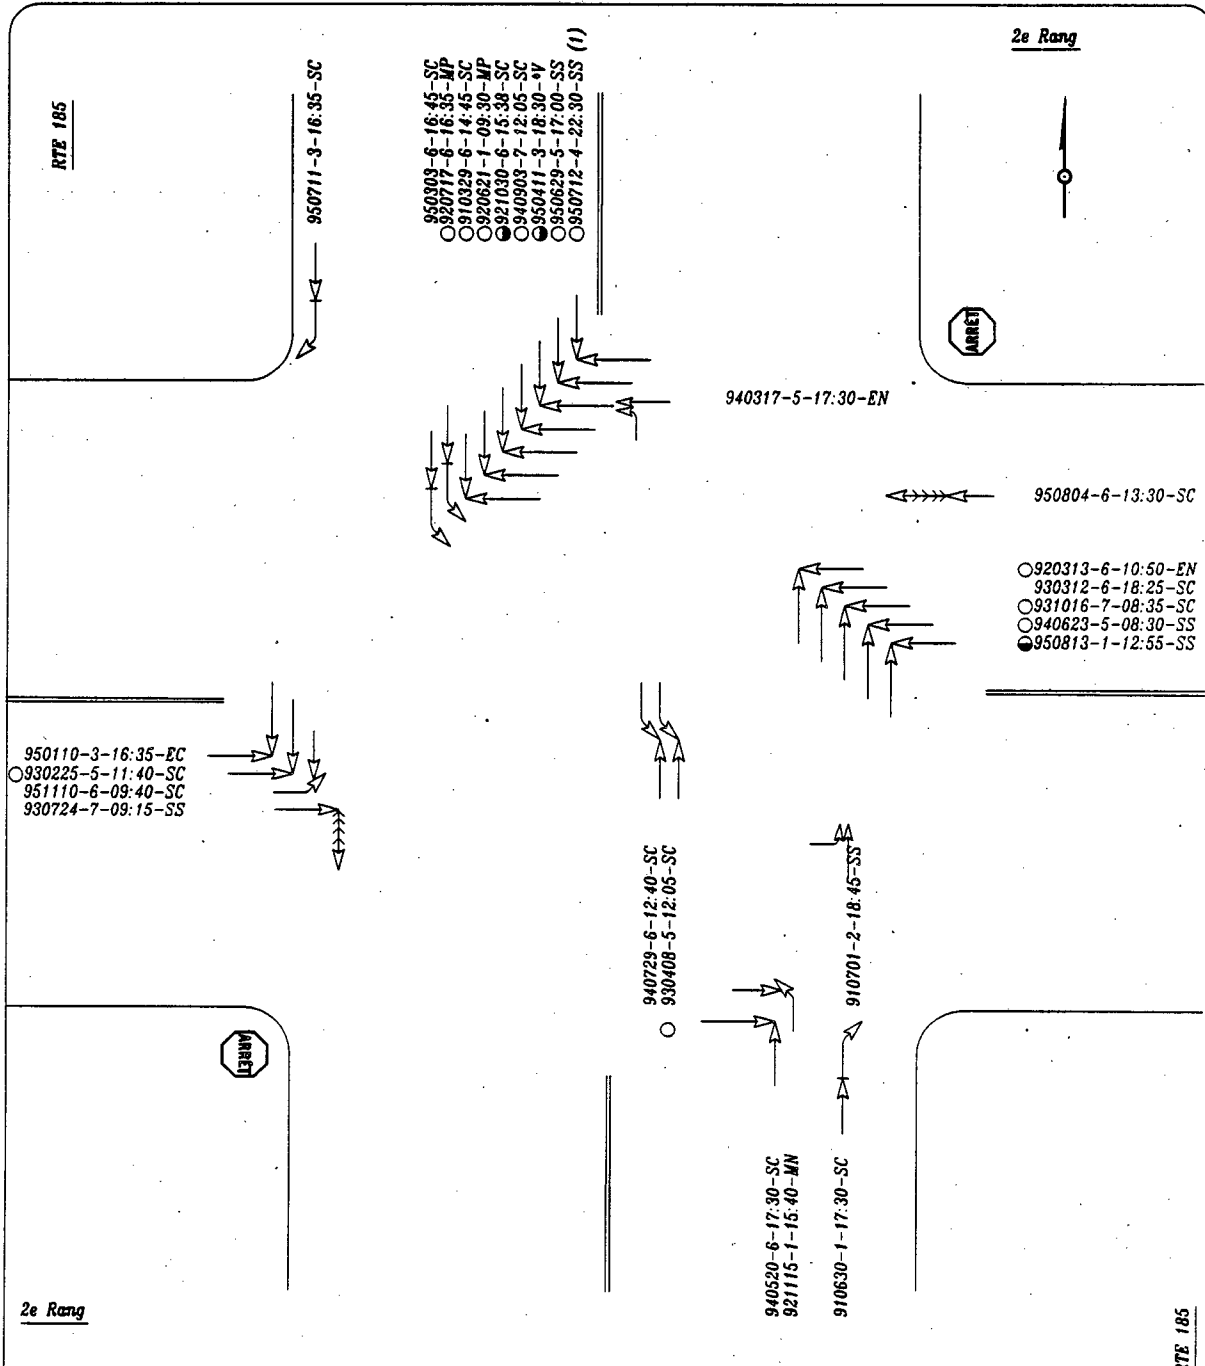 2e Rang
RTE 185
950711-3-16:35-SC
950303-6-16:45-SC
920717-6-16:35-MP
910329-6-14:45-SC
920621-1-09:30-MP
921030-6-15:38-SC
940903-7-12:05-SC
950411-3-18:30-*V
950629-5-17:00-SS
950712-4-22:30-SS (1)
ARRÊT
940317-5-17:30-EN
950804-6-13:30-SC
920313-6-10:50-EN
930312-6-18:25-SC
931016-7-08:35-SC
940623-5-08:30-SS
950813-1-12:55-SS
950110-3-16:35-EC
930225-5-11:40-SC
951110-6-09:40-SC
930724-7-09:15-SS
940729-6-12:40-SC
930408-5-12:05-SC
910701-2-18:45-SS
ARRÊT
940520-6-17:30-SC
921115-1-15:40-MN
910630-1-17:30-SC
2e Rang
RTE 185